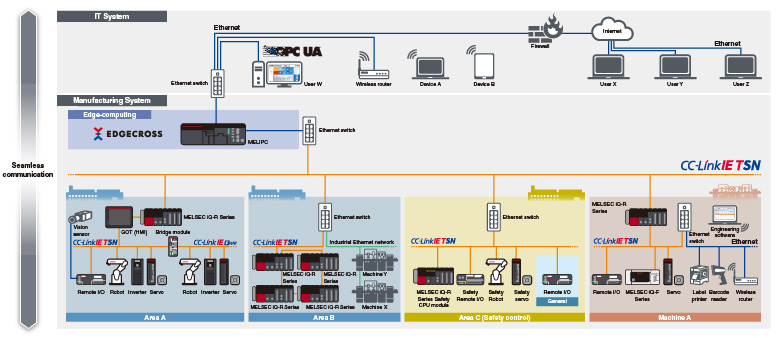 IT System
Ethernet
OPC UA
Internet
Firewall
Ethernet
Ethernet switch
User W
Wireless router
Device A
Device B
User X
User Y
User Z
Manufacturing System
Edge-computing
EDGECROSS
MELIPC
Ethernet switch
Seamless
communication
CC-Link IE TSN
Vision
sensor
GOT (HMI)
MELSEC iQ-R Series
Bridge module
CC-Link IE TSN
CC-Link IE Field
Remote I/O
Robot
Inverter
Servo
Robot
Inverter
Servo
Area A
Ethernet switch
CC-Link IE TSN
Industrial Ethernet network
MELSEC iQ-R
Series
MELSEC iQ-R
Series
Machine Y
MELSEC iQ-R Series
MELSEC iQ-R Series
Machine X
Area B
Ethernet switch
CC-Link IE TSN
MELSEC iQ-R
Series Safety
CPU module
Safety
Remote I/O
Safety
Robot
Safety
servo
Remote I/O
General
Area C (Safety control)
MELSEC iQ-R
Series
Engineering
software
Ethernet
switch
Ethernet
CC-Link IE TSN
Remote I/O
MELSEC iQ-F
Series
Servo
Label
printer
Barcode
reader
Wireless
router
Machine A